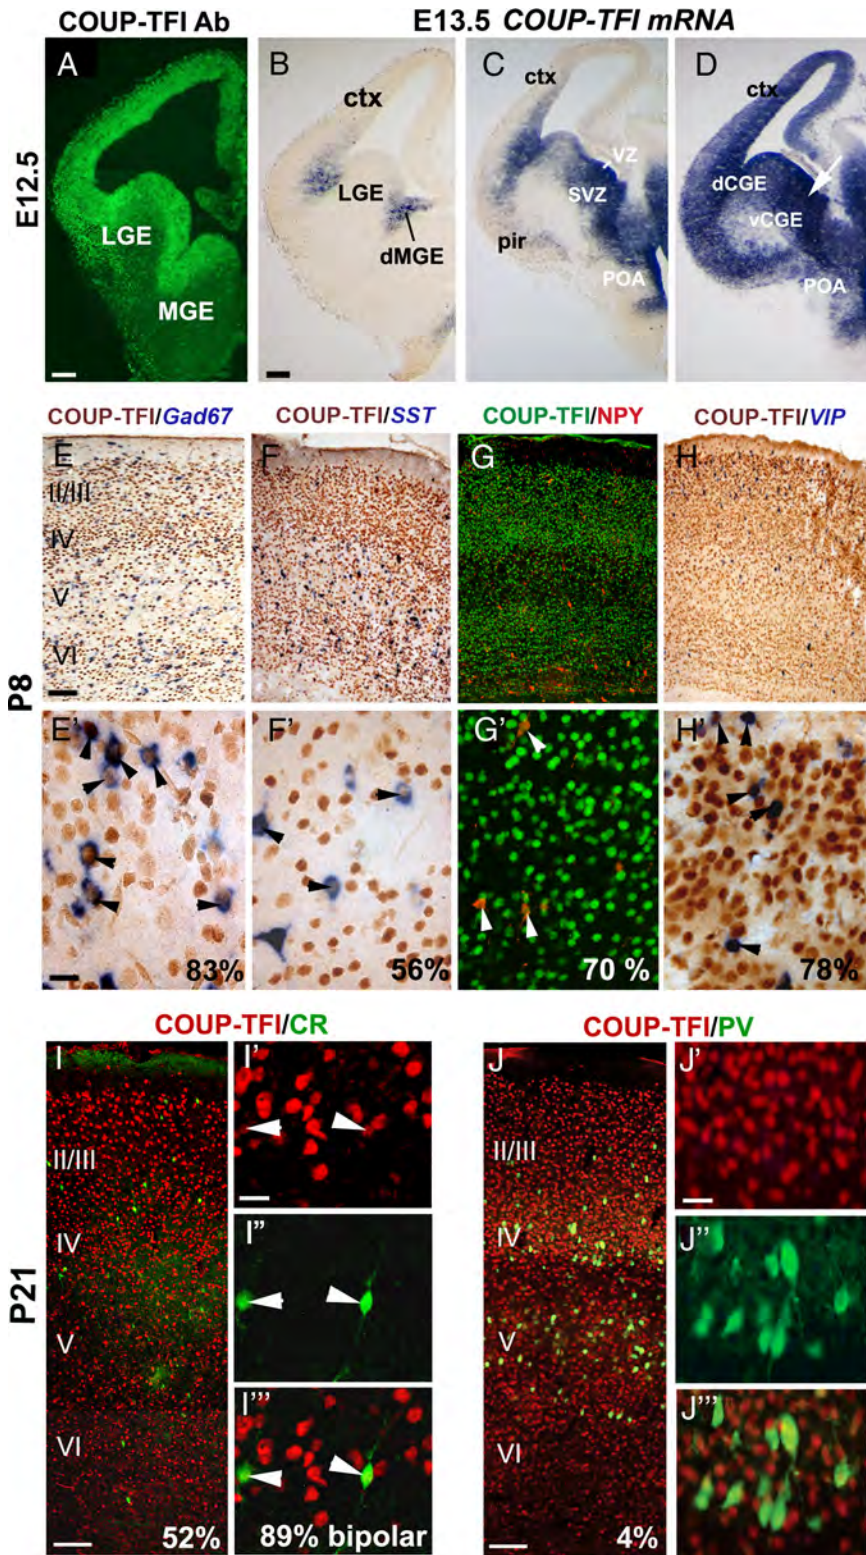 COUP-TFI Ab
E13.5 COUP-TFI mRNA
E12.5
A
LGE
MGE
B
ctx
LGE
dMGE
C
ctx
VZ
SVZ
pir
POA
D
ctx
dCGE
vCGE
POA
P8
COUP-TFI/Gad67
COUP-TFI/SST
COUP-TFI/NPY
COUP-TFI/VIP
E
II/III
IV
V
VI
F
G
H
E'
83%
F'
56%
G'
70 %
H'
78%
P21
COUP-TFI/CR
COUP-TFI/PV
I
II/III
IV
V
VI
52%
I'
I''
I'''
89% bipolar
J
II/III
IV
V
VI
4%
J'
J''
J'''